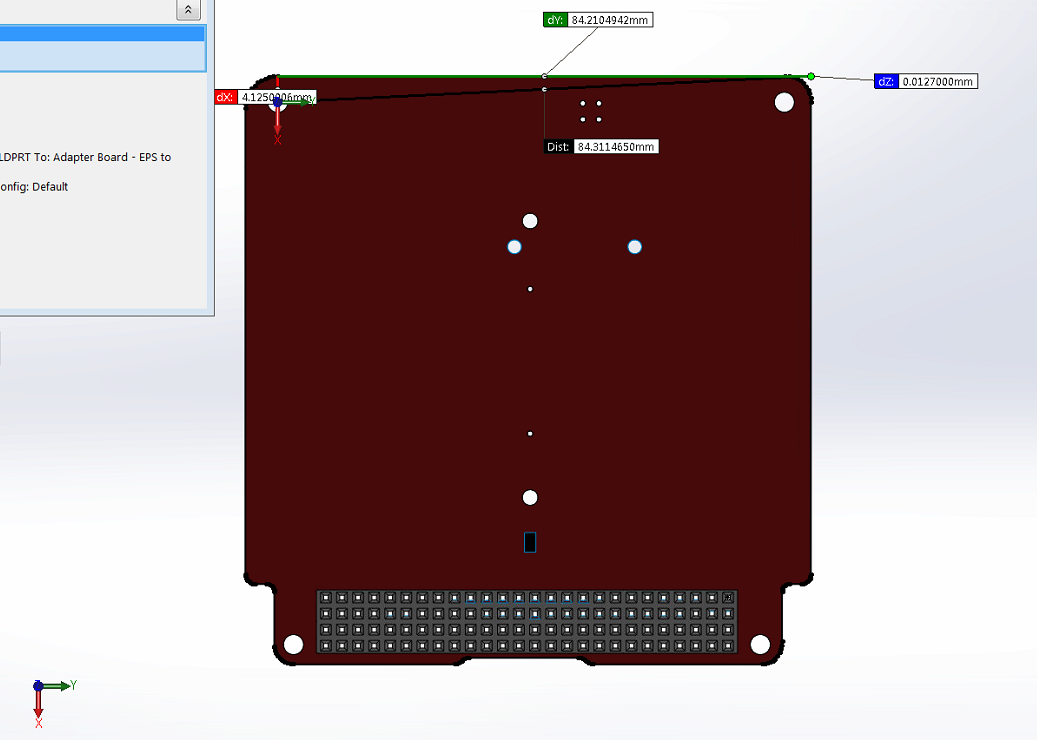 dY: 84.2104942mm
dZ: 0.0127000mm
dX: 4.1250006mm
Y
X
Dist: 84.3114650mm
LDPRT To: Adapter Board - EPS to
onfig: Default
Y
X